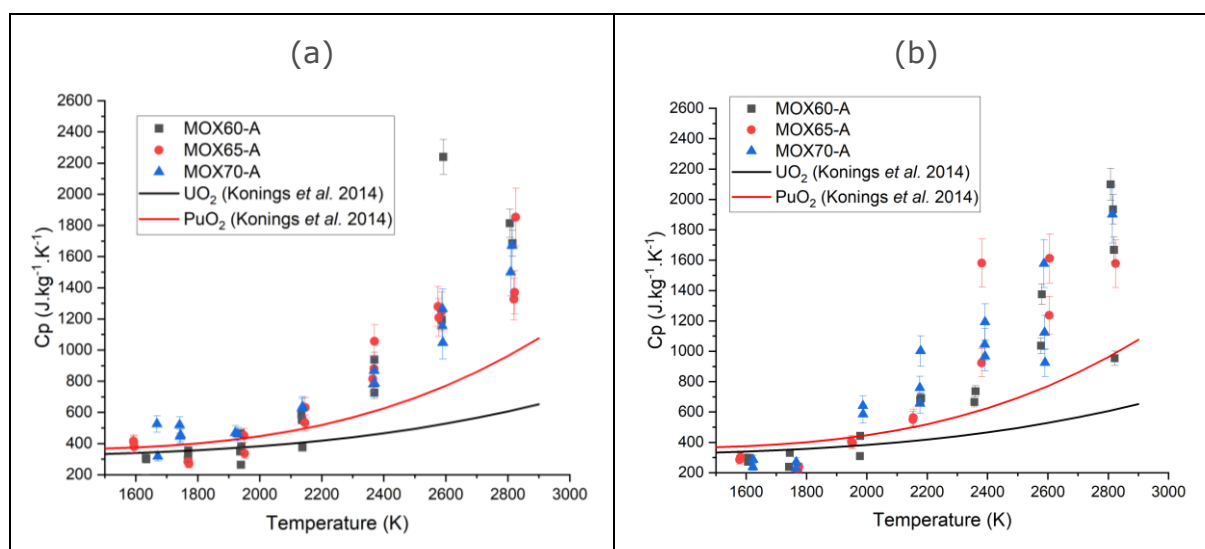 (a)
2600
2400
2200
2000
1800
1600
1400
1200
1000
800
600
400
200
Cp (J.kg⁻¹.K⁻¹)
MOX60-A
MOX65-A
MOX70-A
UO₂ (Konings et al. 2014)
PuO₂ (Konings et al. 2014)
1600 1800 2000 2200 2400 2600 2800 3000
Temperature (K)
(b)
2600
2400
2200
2000
1800
1600
1400
1200
1000
800
600
400
200
Cp (J.kg⁻¹.K⁻¹)
MOX60-A
MOX65-A
MOX70-A
UO₂ (Konings et al. 2014)
PuO₂ (Konings et al. 2014)
1600 1800 2000 2200 2400 2600 2800 3000
Temperature (K)